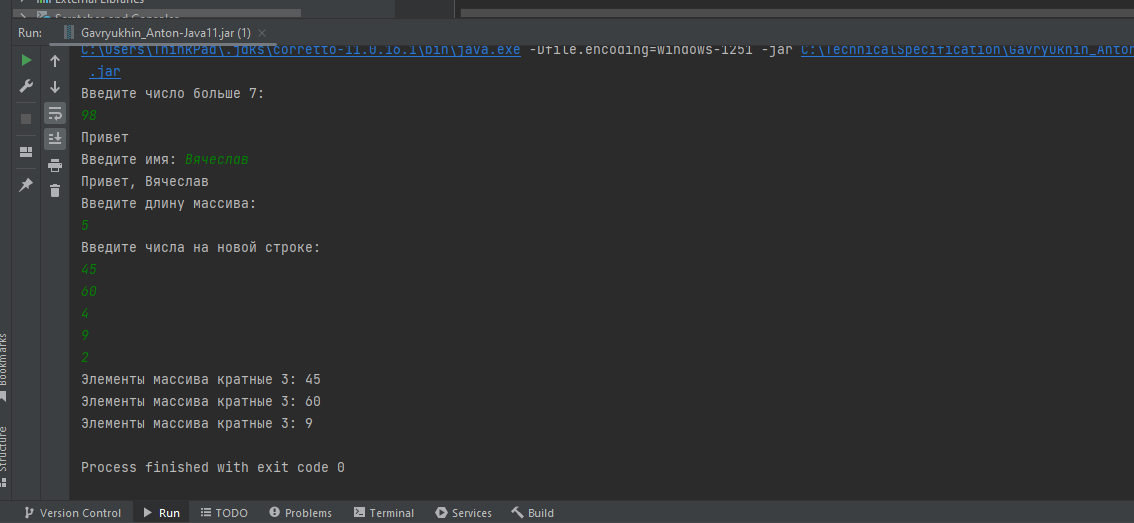 External Libraries
Scratches and Consoles
Run: Gavryukhin_Anton-Java11.jar (1)
C:\Users\ThinkPad\.jdks\corretto-11.0.16.1\bin\java.exe -Dfile.encoding=windows-1251 -jar C:\TechnicalSpecification\Gavryukhin_Anton
.jar
Введите число больше 7:
98
Привет
Введите имя: Вячеслав
Привет, Вячеслав
Введите длину массива:
5
Введите числа на новой строке:
45
60
4
9
2
Элементы массива кратные 3: 45
Элементы массива кратные 3: 60
Элементы массива кратные 3: 9
Process finished with exit code 0
Bookmarks
Structure
Version Control Run TODO Problems Terminal Services Build